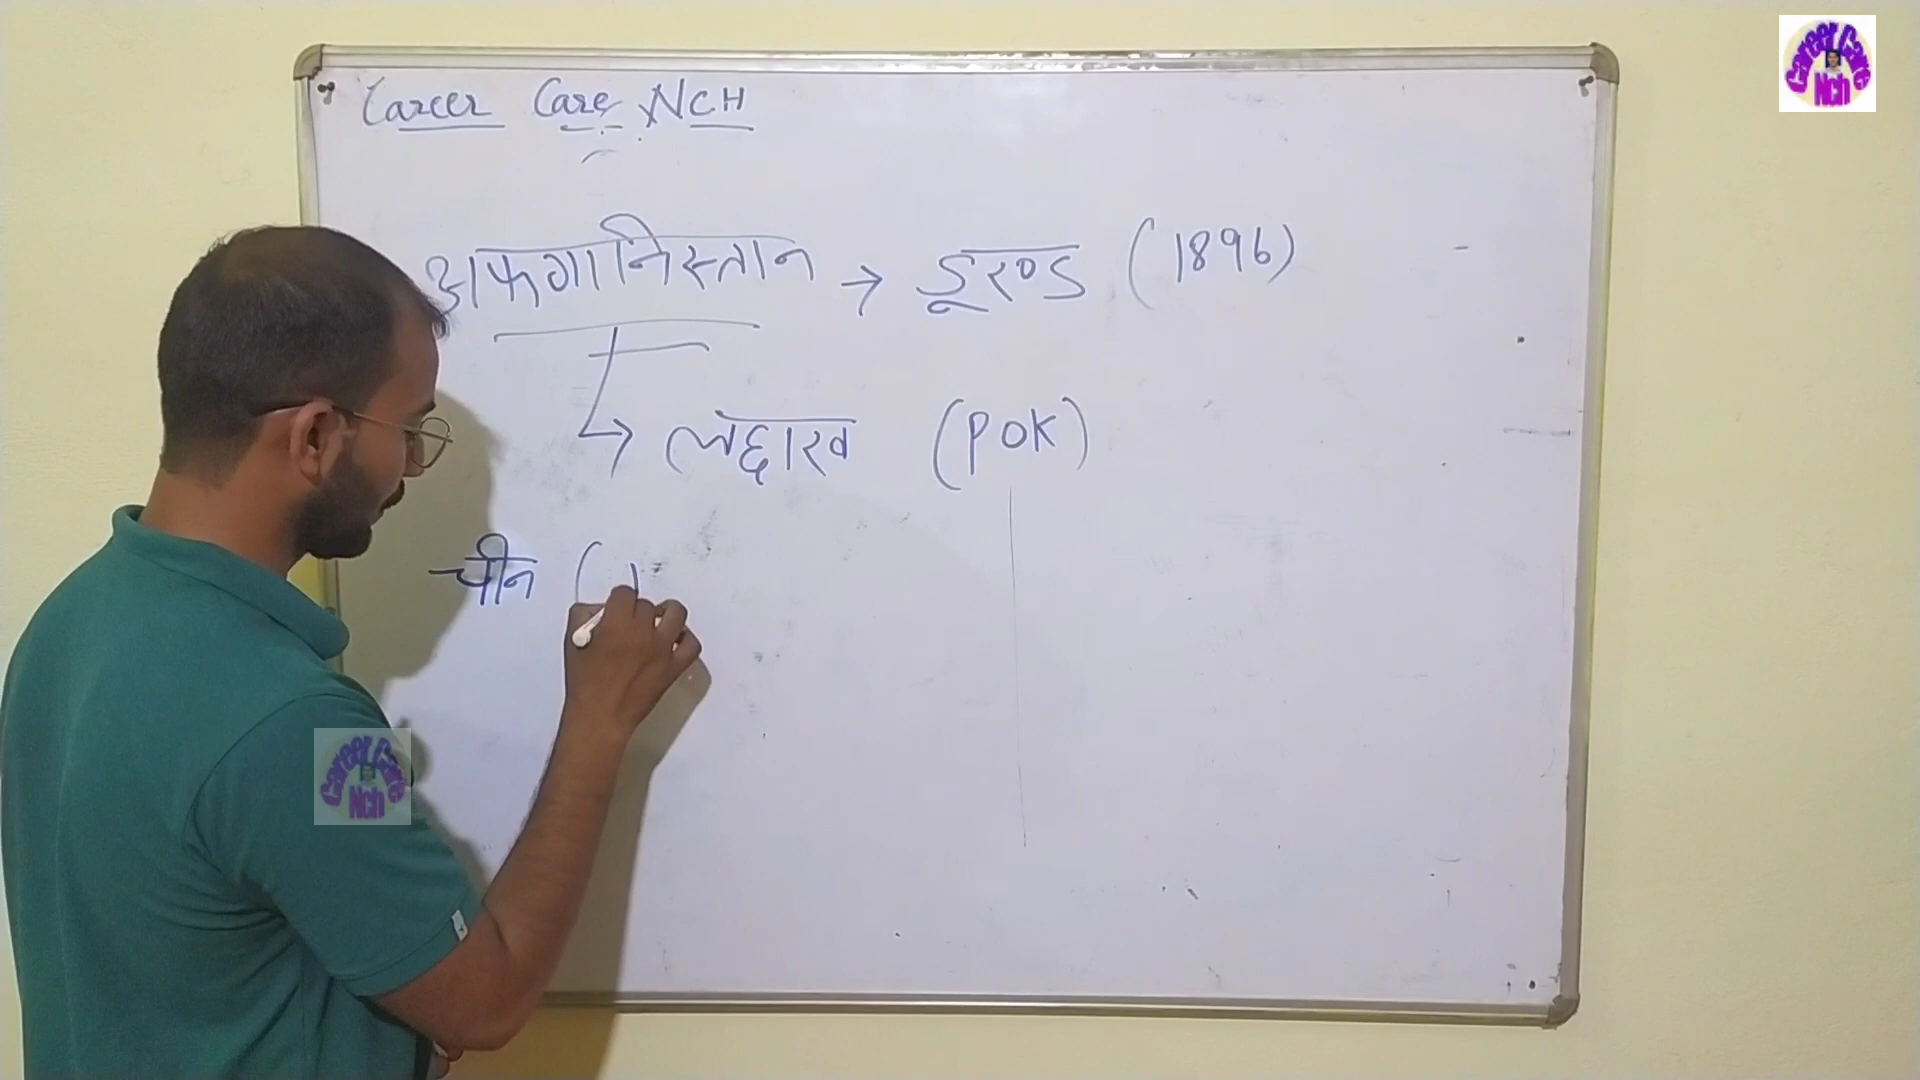 Career Care NCH
अफगानिस्तान → डूरण्ड (1896)
→ लद्दाख (POK)
चीन (
Career Care Nch
Career Care Nch